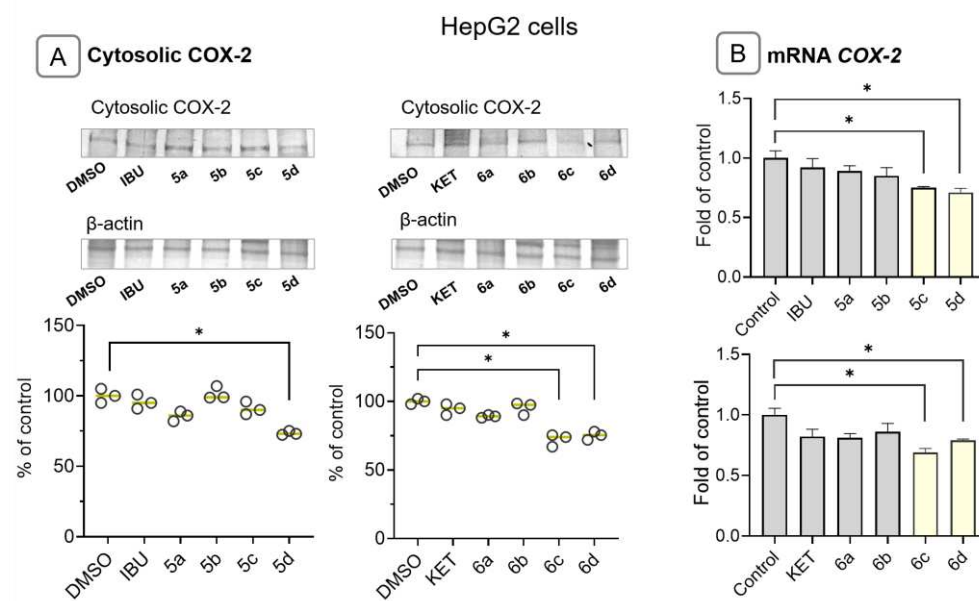 HepG2 cells
A Cytosolic COX-2
Cytosolic COX-2
DMSO IBU 5a 5b 5c 5d
β-actin
DMSO IBU 5a 5b 5c 5d
Cytosolic COX-2
DMSO KET 6a 6b 6c 6d
β-actin
DMSO KET 6a 6b 6c 6d
% of control
150
100
50
0
*
DMSO IBU 5a 5b 5c 5d
% of control
150
100
50
0
*
*
DMSO KET 6a 6b 6c 6d
B mRNA COX-2
Fold of control
1.5
1.0
0.5
0.0
*
*
Control IBU 5a 5b 5c 5d
Fold of control
1.5
1.0
0.5
0.0
*
*
Control KET 6a 6b 6c 6d